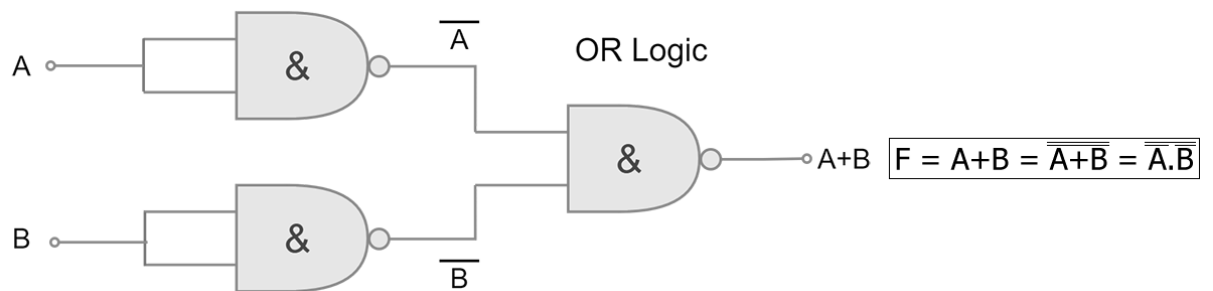 A̅
OR Logic
A
&
&
A+B
F = A+B = A̿+̿B̿ = A̿.̅B̿
B
&
B̅